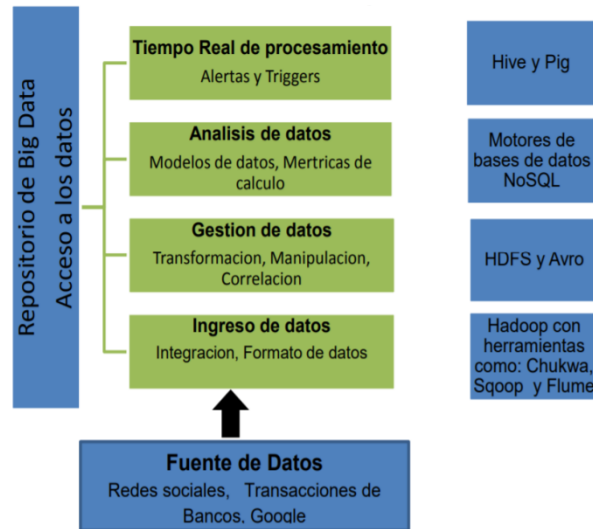 Repositorio de Big Data
Acceso a los datos
Tiempo Real de procesamiento
Alertas y Triggers
Hive y Pig
Analisis de datos
Modelos de datos, Mertricas de
calculo
Motores de
bases de datos
NoSQL
Gestion de datos
Transformacion, Manipulacion,
Correlacion
HDFS y Avro
Ingreso de datos
Integracion, Formato de datos
Hadoop con
herramientas
como: Chukwa,
Sqoop y Flume
Fuente de Datos
Redes sociales, Transacciones de
Bancos. Google